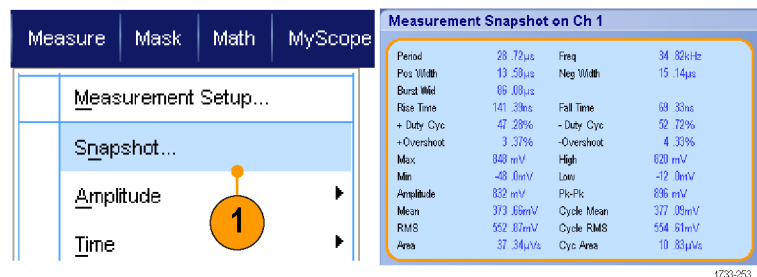 Measure Mask Math MyScope
Measurement Setup...
Snapshot...
Amplitude
Time
1
Measurement Snapshot on Ch 1
Period 28.72µs Freq 34.82kHz
Pos Width 13.58µs Neg Width 15.14µs
Burst Wid 86.08µs
Rise Time 141.39ns Fall Time 69.33ns
+ Duty Cyc 47.28% - Duty Cyc 52.72%
+Overshoot 3.37% -Overshoot 4.33%
Max 848 mV High 820 mV
Min -48.0mV Low -12.0mV
Amplitude 832 mV Pk-Pk 896 mV
Mean 373.66mV Cycle Mean 377.09mV
RMS 552.87mV Cycle RMS 554.61mV
Area 37.34µVs Cyc Area 10.83µVs
1733-253